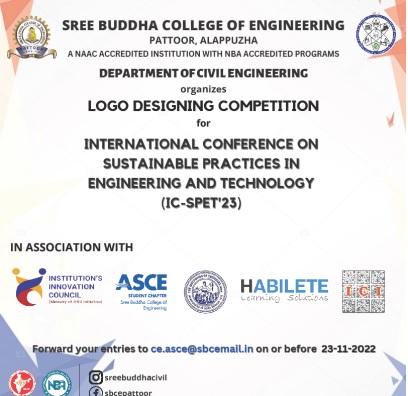 SREE BUDDHA COLLEGE OF ENGINEERING
PATTOOR, ALAPPUZHA
A NAAC ACCREDITED INSTITUTION WITH NBA ACCREDITED PROGRAMS
DEPARTMENT OF CIVIL ENGINEERING
organizes
LOGO DESIGNING COMPETITION
for
INTERNATIONAL CONFERENCE ON
SUSTAINABLE PRACTICES IN
ENGINEERING AND TECHNOLOGY
(IC-SPET'23)
IN ASSOCIATION WITH
INSTITUTION'S
INNOVATION
COUNCIL
ASCE
STUDENT CHAPTER
Sree Buddha College of
Engineering
HABILETE
Learning Solutions
ICI
Forward your entries to ce.asce@sbcemail.in on or before 23-11-2022
NBA
sreebuddhacivil
sbcepattoor